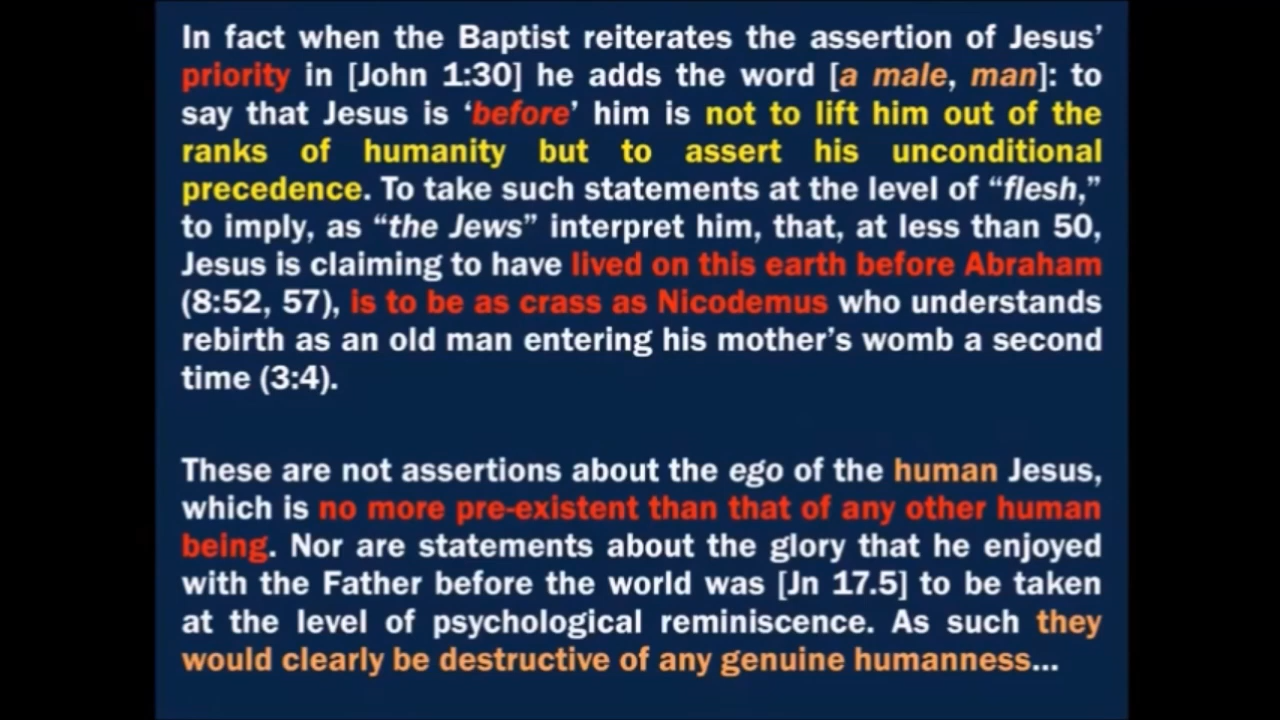 In fact when the Baptist reiterates the assertion of Jesus’
priority in [John 1:30] he adds the word [a male, man]: to
say that Jesus is ‘before’ him is not to lift him out of the
ranks of humanity but to assert his unconditional
precedence. To take such statements at the level of “flesh,”
to imply, as “the Jews” interpret him, that, at less than 50,
Jesus is claiming to have lived on this earth before Abraham
(8:52, 57), is to be as crass as Nicodemus who understands
rebirth as an old man entering his mother’s womb a second
time (3:4).
These are not assertions about the ego of the human Jesus,
which is no more pre-existent than that of any other human
being. Nor are statements about the glory that he enjoyed
with the Father before the world was [Jn 17.5] to be taken
at the level of psychological reminiscence. As such they
would clearly be destructive of any genuine humanness...